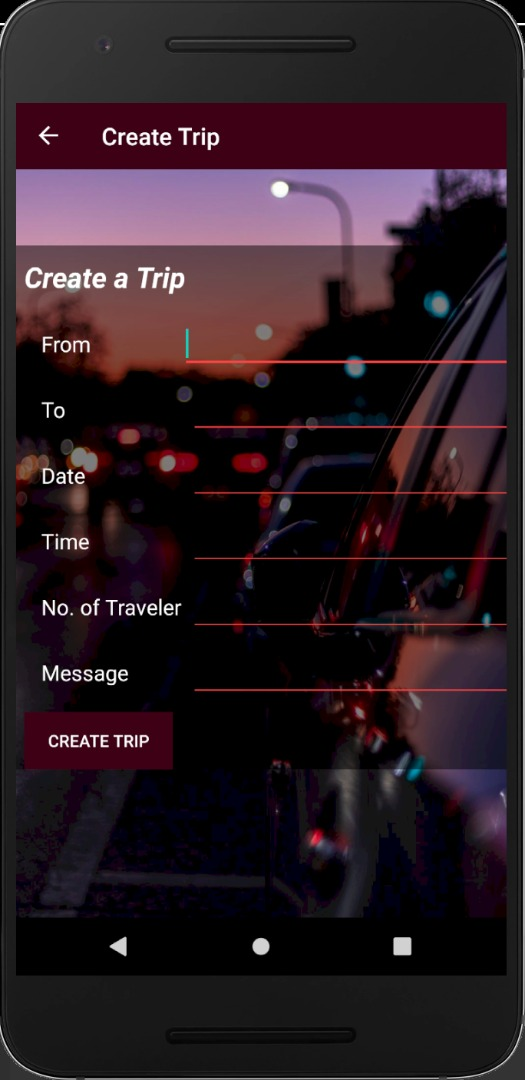 Create Trip
Create a Trip
From
To
Date
Time
No. of Traveler
Message
CREATE TRIP